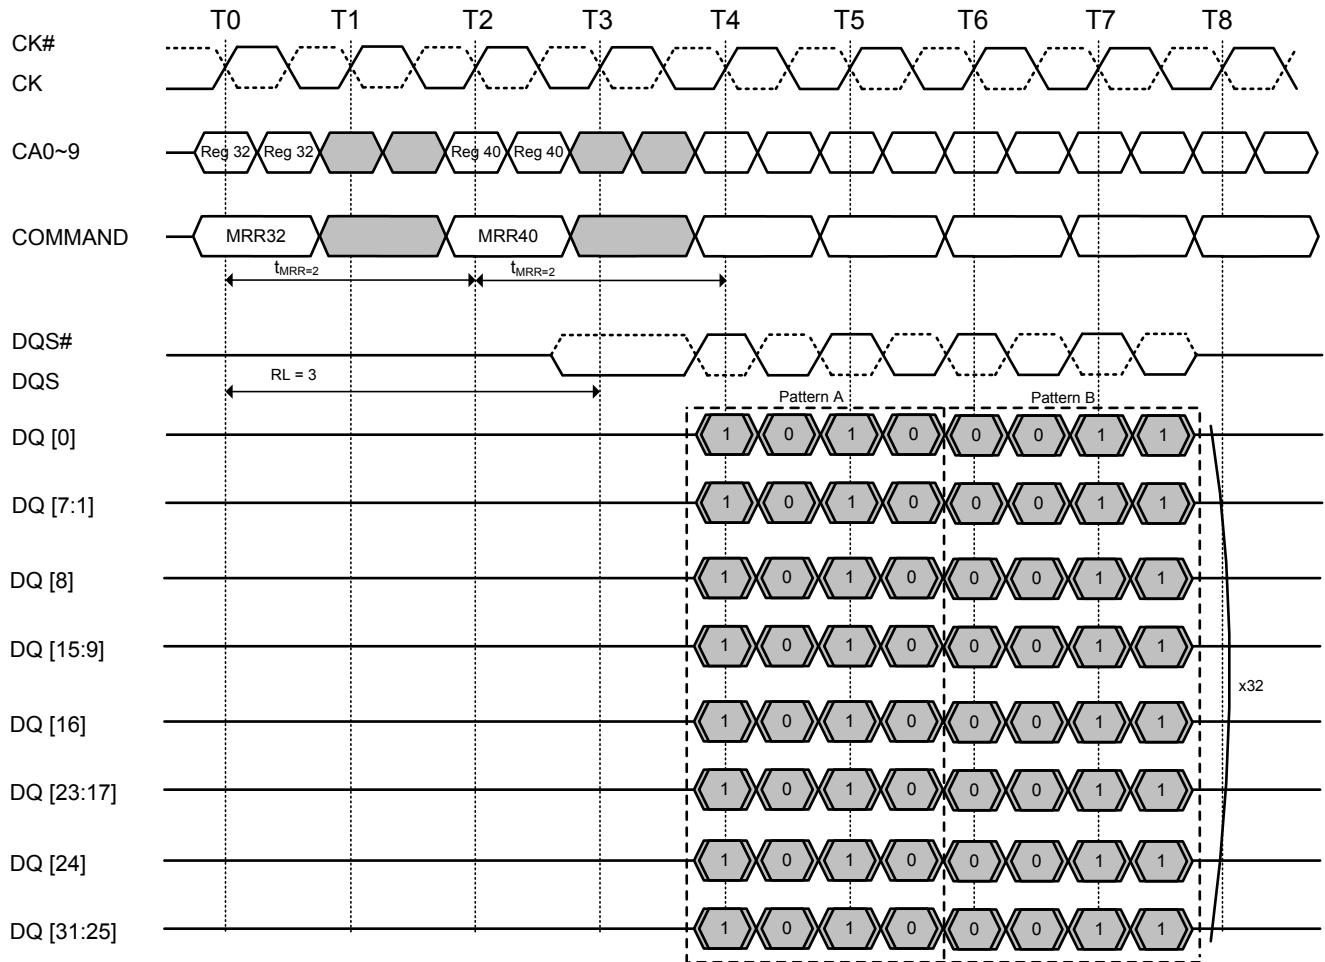 T0 T1 T2 T3 T4 T5 T6 T7 T8
CK#
CK
CA0~9 Reg 32 Reg 32 Reg 40 Reg 40
COMMAND MRR32 MRR40
tMRR=2 tMRR=2
DQS#
DQS
RL = 3
Pattern A Pattern B
DQ [0] 1 0 1 0 0 0 1 1
DQ [7:1] 1 0 1 0 0 0 1 1
DQ [8] 1 0 1 0 0 0 1 1
DQ [15:9] 1 0 1 0 0 0 1 1
x32
DQ [16] 1 0 1 0 0 0 1 1
DQ [23:17] 1 0 1 0 0 0 1 1
DQ [24] 1 0 1 0 0 0 1 1
DQ [31:25] 1 0 1 0 0 0 1 1